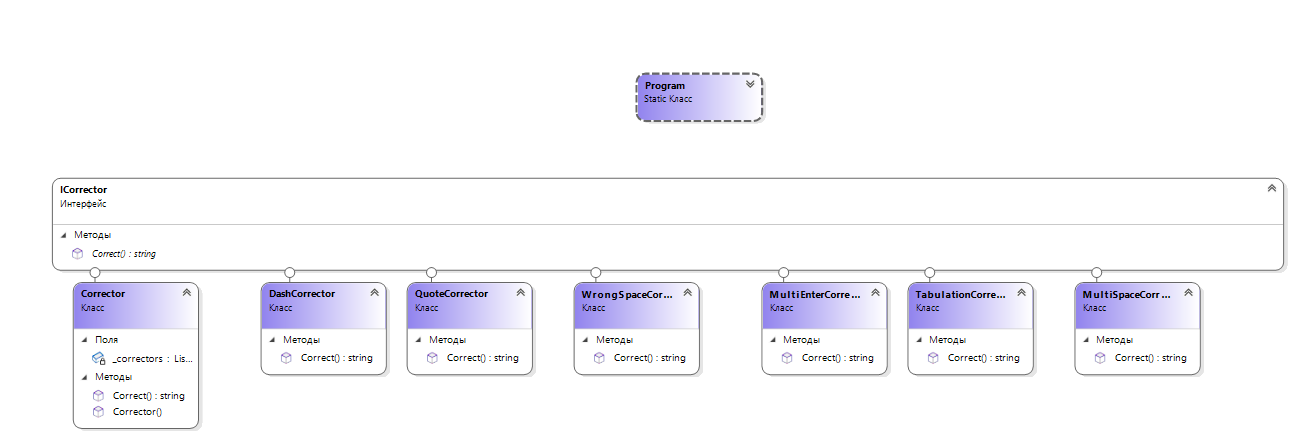 Program
Static Класс
ICorrector
Интерфейс
Методы
Correct() : string
Corrector
Класс
Поля
_correctors : Lis...
Методы
Correct() : string
Corrector()
DashCorrector
Класс
Методы
Correct() : string
QuoteCorrector
Класс
Методы
Correct() : string
WrongSpaceCor...
Класс
Методы
Correct() : string
MultiEnterCorre...
Класс
Методы
Correct() : string
TabulationCorre...
Класс
Методы
Correct() : string
MultiSpaceCorr...
Класс
Методы
Correct() : string